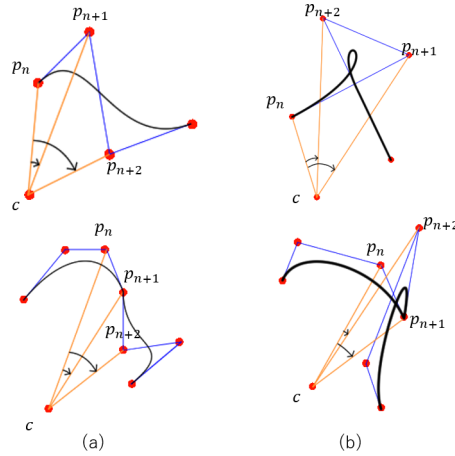 p_{n+1}
p_n
p_{n+2}
c
p_{n+2}
p_{n+1}
p_n
c
p_n
p_{n+1}
p_{n+2}
c
p_{n+2}
p_n
p_{n+1}
c
(a)
(b)